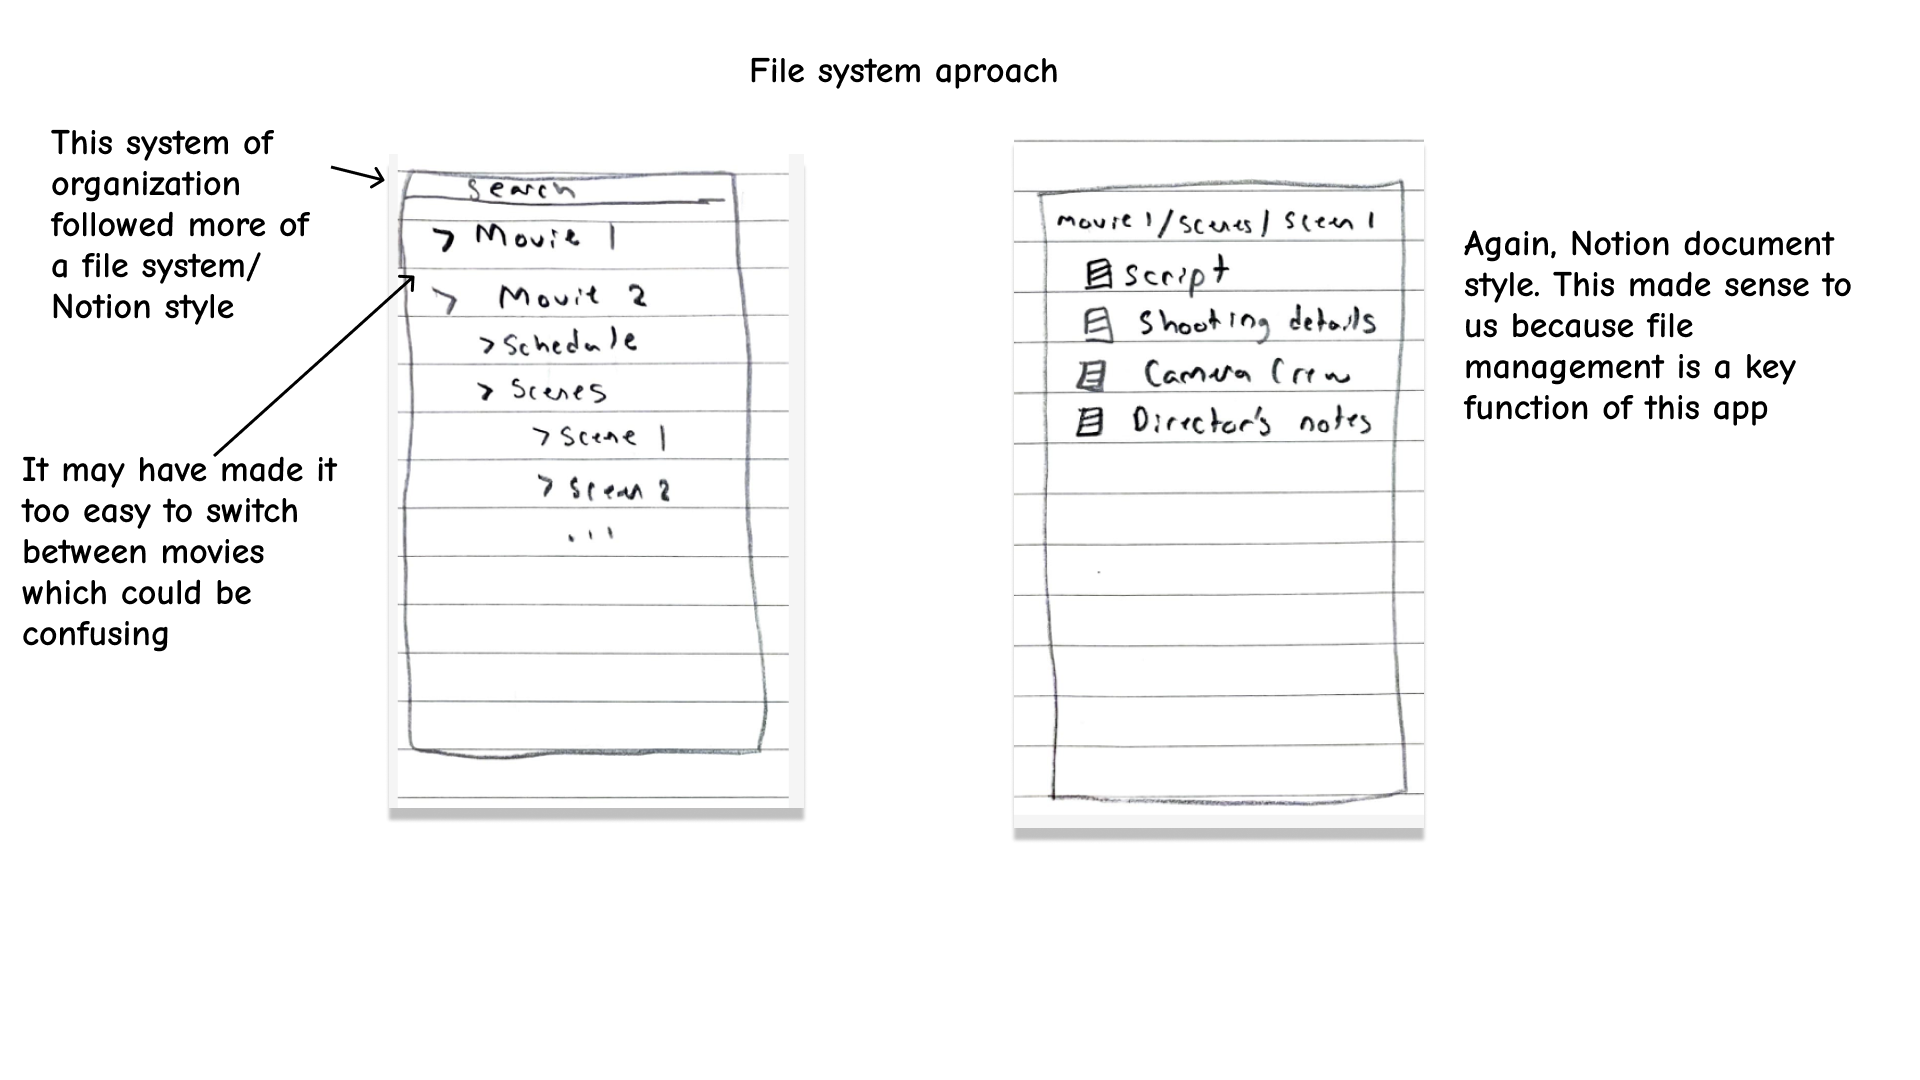 File system aproach
This system of
organization
followed more of
a file system/
Notion style
It may have made it
too easy to switch
between movies
which could be
confusing
Search
> Movie 1
> Movie 2
> Schedule
> Scenes
> Scene 1
> Sceen 2
...
Movie 1/Scenes/Sceen 1
Script
Shooting details
Camera Crew
Director's notes
Again, Notion document
style. This made sense to
us because file
management is a key
function of this app